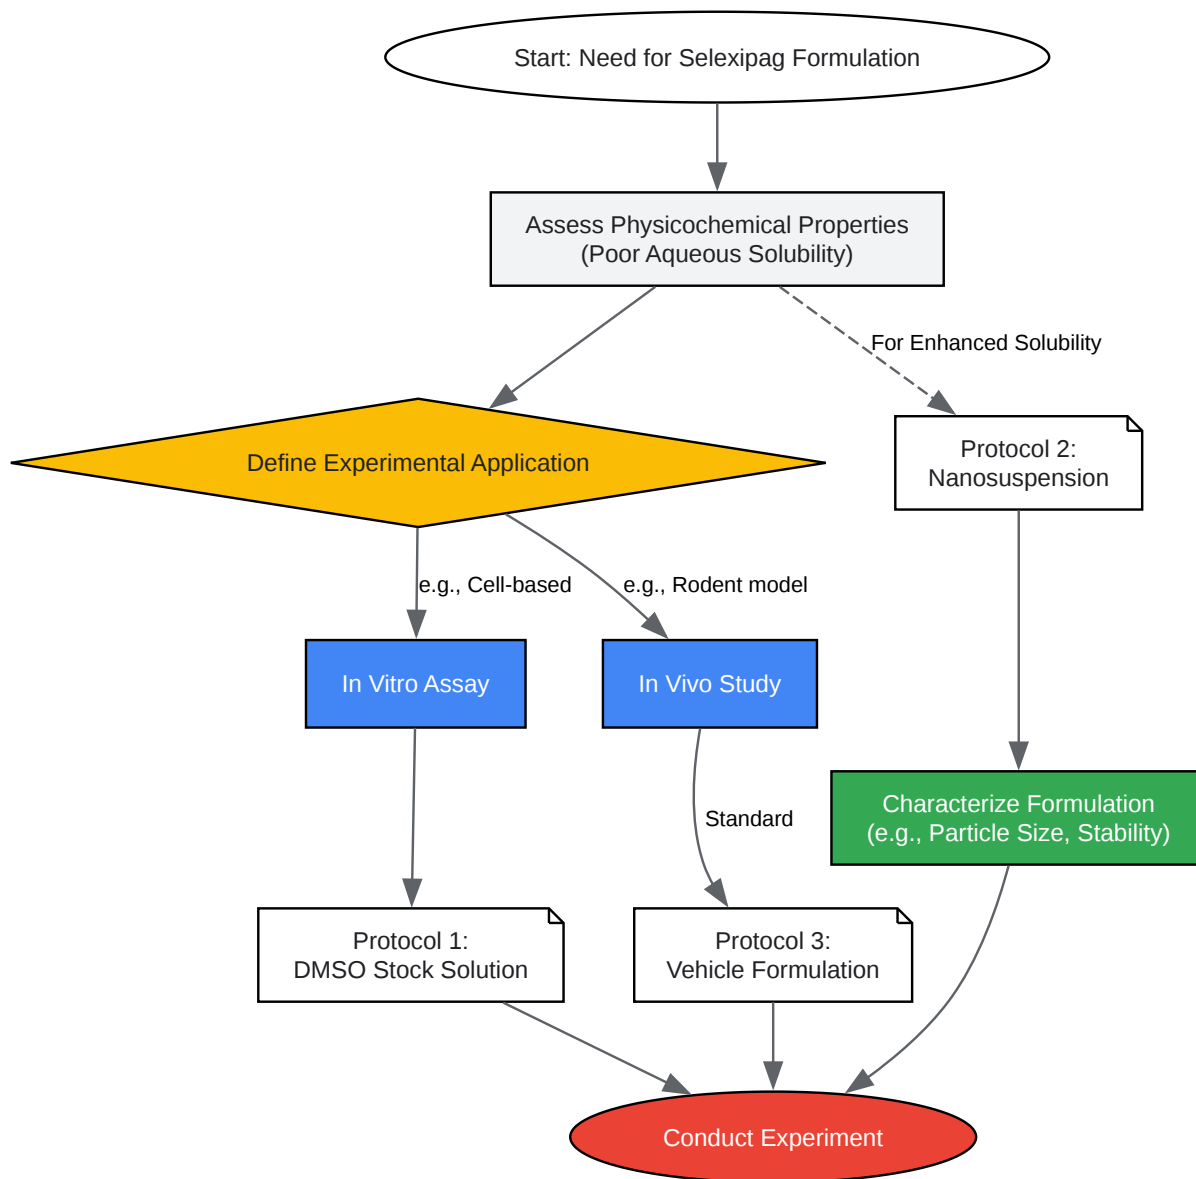 Start: Need for Selexipag Formulation
Assess Physicochemical Properties
(Poor Aqueous Solubility)
For Enhanced Solubility
Define Experimental Application
Protocol 2:
Nanosuspension
e.g., Cell-based
e.g., Rodent model
In Vitro Assay
In Vivo Study
Standard
Characterize Formulation
(e.g., Particle Size, Stability)
Protocol 1:
DMSO Stock Solution
Protocol 3:
Vehicle Formulation
Conduct Experiment